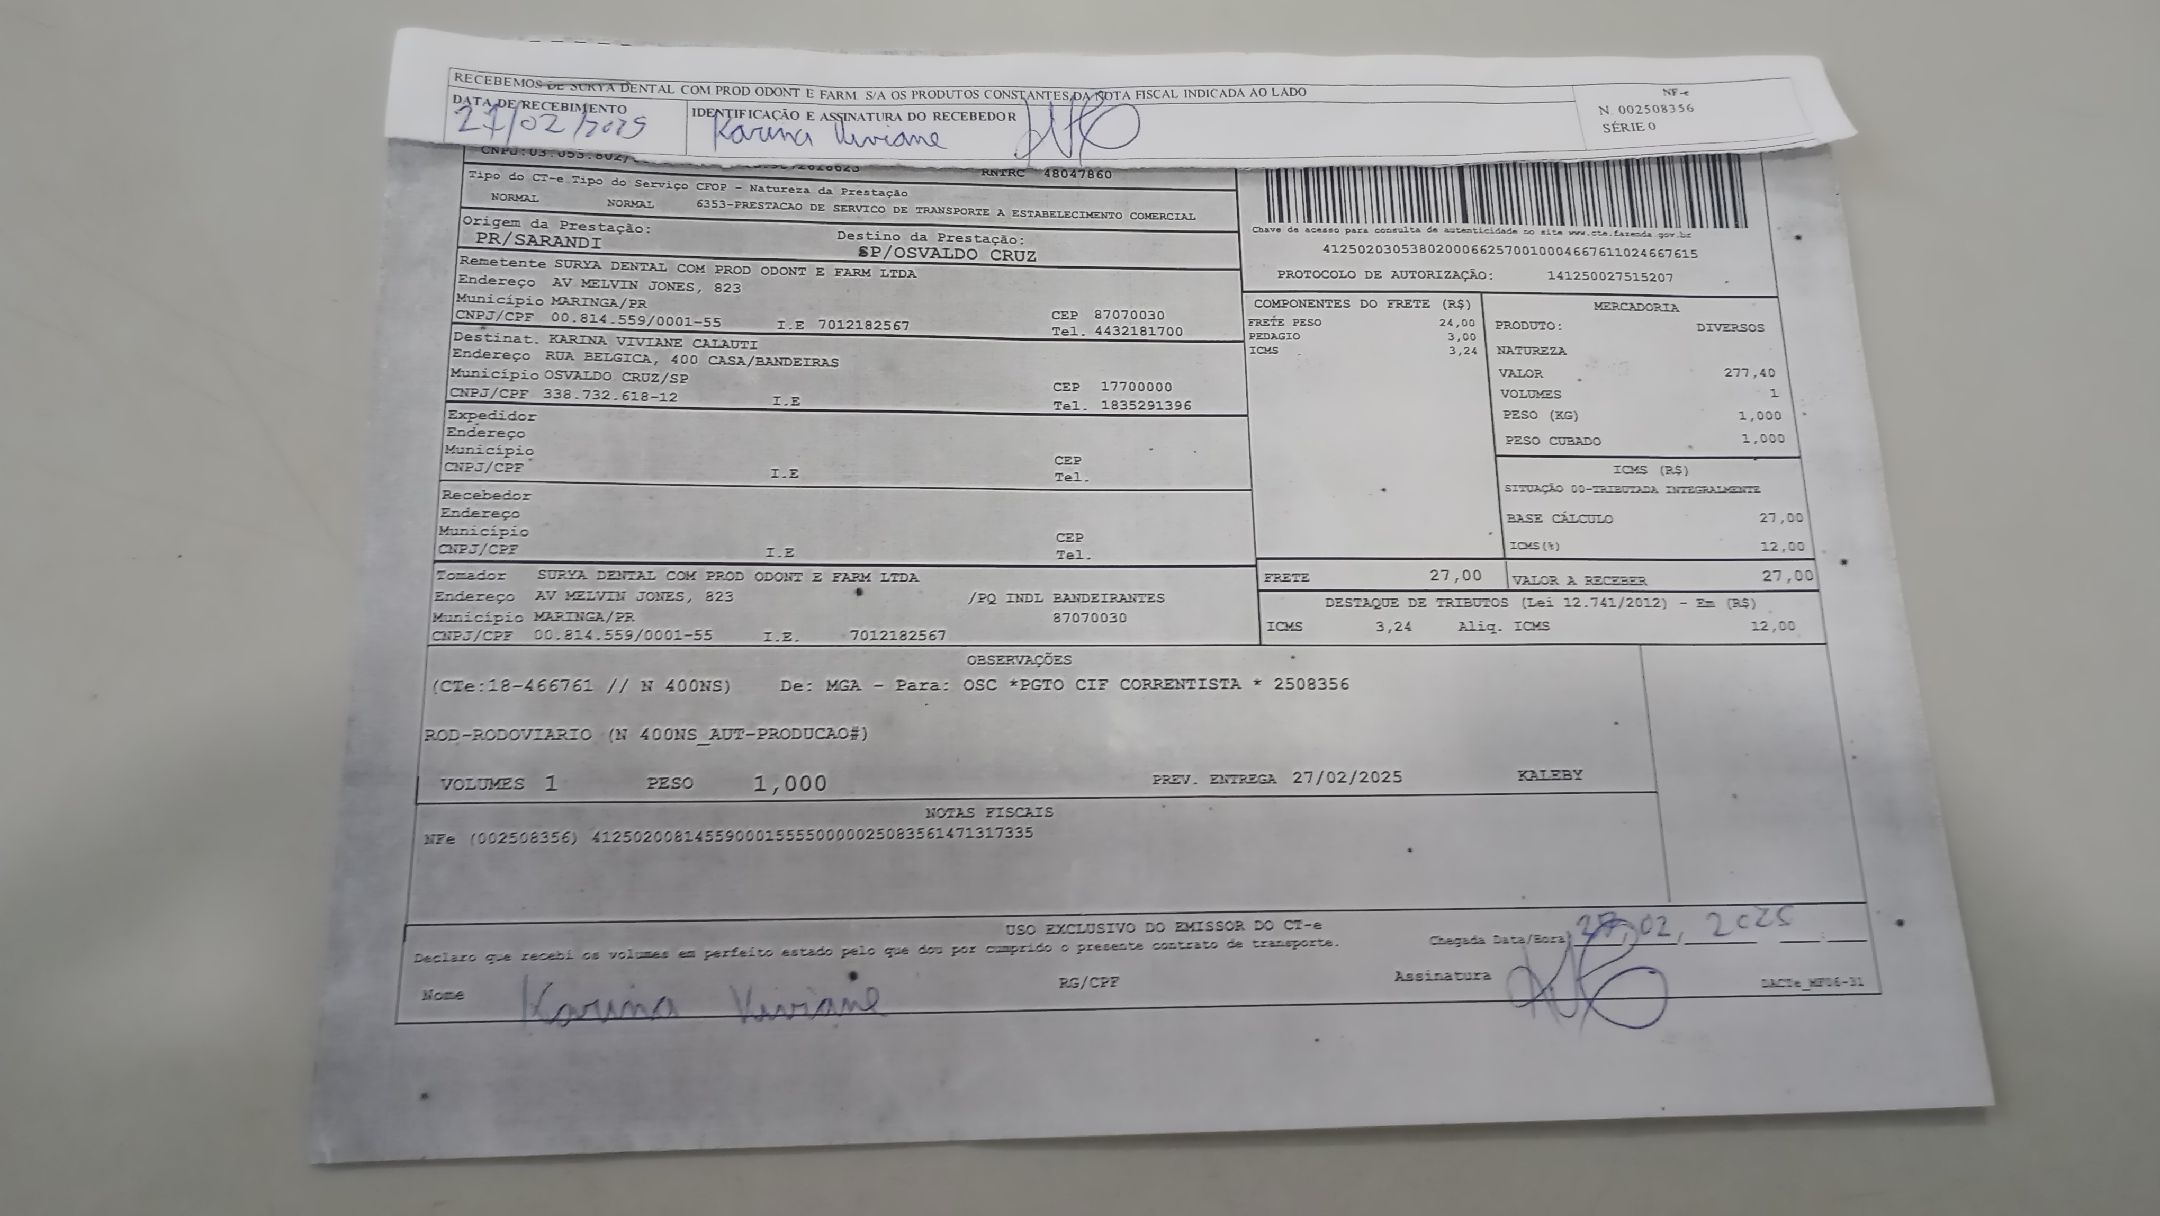 RECEBEMOS DE SURYA DENTAL COM PROD ODONT E FARM. S/A OS PRODUTOS CONSTANTES DA NOTA FISCAL INDICADA AO LADO
NF-e
N. 002508356
SÉRIE 0
DATA DE RECEBIMENTO
27/02/2025
IDENTIFICAÇÃO E ASSINATURA DO RECEBEDOR
Karina Viviane
RNTRC 48047860
Tipo do CT-e Tipo do Serviço CFOP - Natureza da Prestação
NORMAL NORMAL 6353-PRESTACAO DE SERVICO DE TRANSPORTE A ESTABELECIMENTO COMERCIAL
Origem da Prestação: Destino da Prestação:
PR/SARANDI SP/OSVALDO CRUZ
Remetente SURYA DENTAL COM PROD ODONT E FARM LTDA
Endereço AV MELVIN JONES, 823
Município MARINGA/PR CEP 87070030
CNPJ/CPF 00.814.559/0001-55 I.E 7012182567 Tel. 4432181700
Destinat. KARINA VIVIANE CALAUTI
Endereço RUA BELGICA, 400 CASA/BANDEIRAS
Município OSVALDO CRUZ/SP CEP 17700000
CNPJ/CPF 338.732.618-12 I.E Tel. 1835291396
Expedidor
Endereço
Município CEP
CNPJ/CPF I.E Tel.
Recebedor
Endereço
Município CEP
CNPJ/CPF I.E Tel.
Tomador SURYA DENTAL COM PROD ODONT E FARM LTDA
Endereço AV MELVIN JONES, 823 /PQ INDL BANDEIRANTES
Município MARINGA/PR 87070030
CNPJ/CPF 00.814.559/0001-55 I.E. 7012182567
Chave de acesso para consulta de autenticidade no site www.cte.fazenda.gov.br
41250203053802000662570010004667611024667615
PROTOCOLO DE AUTORIZAÇÃO: 141250027515207
COMPONENTES DO FRETE (R$)
FRETE PESO 24,00
PEDAGIO 3,00
ICMS 3,24
MERCADORIA
PRODUTO: DIVERSOS
NATUREZA
VALOR 277,40
VOLUMES 1
PESO (KG) 1,000
PESO CUBADO 1,000
ICMS (R$)
SITUAÇÃO 00-TRIBUTADA INTEGRALMENTE
BASE CÁLCULO 27,00
ICMS(%) 12,00
FRETE 27,00 VALOR A RECEBER 27,00
DESTAQUE DE TRIBUTOS (Lei 12.741/2012) - Em (R$)
ICMS 3,24 Aliq. ICMS 12,00
OBSERVAÇÕES
(CTe:18-466761 // N 400NS) De: MGA - Para: OSC *PGTO CIF CORRENTISTA * 2508356
ROD-RODOVIARIO (N 400NS_AUT-PRODUCAO#)
VOLUMES 1 PESO 1,000 PREV. ENTREGA 27/02/2025 KALEBY
NOTAS FISCAIS
NFe (002508356) 41250200814559000155550000025083561471317335
USO EXCLUSIVO DO EMISSOR DO CT-e
Declaro que recebi os volumes em perfeito estado pelo que dou por cumprido o presente contrato de transporte.
Chegada Data/Hora 27, 02, 2025
Nome Karina Viviane RG/CPF Assinatura